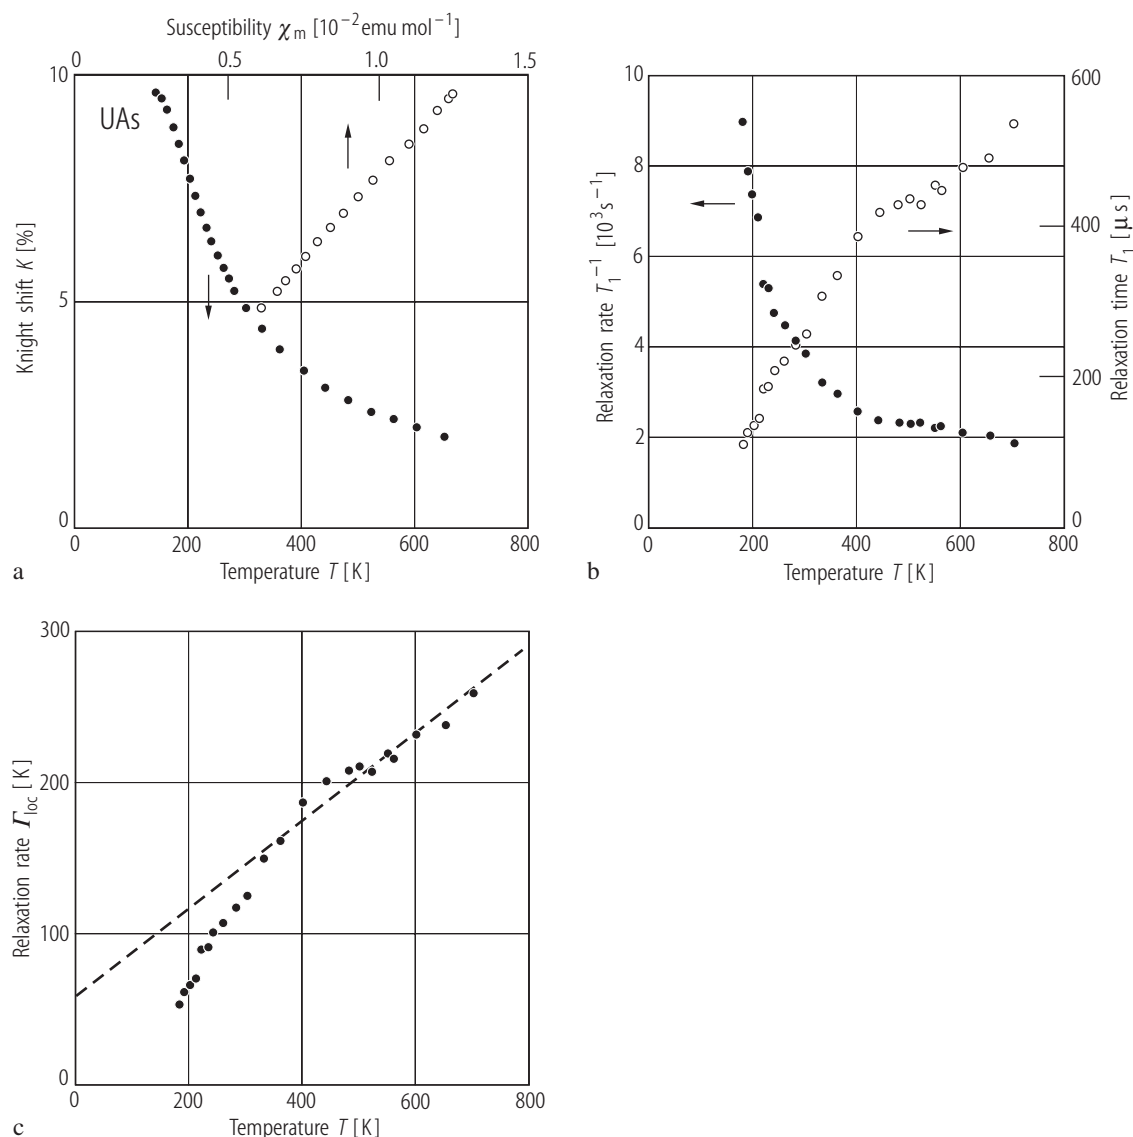 Susceptibility χm [10−2 emu mol−1]
0 0.5 1.0 1.5
10
UAs
Knight shift K [%]
5
0
0 200 400 600 800
Temperature T [K]
a
10 600
8
Relaxation rate T1−1 [10³ s−1]
6
400
Relaxation time T1 [μs]
4
200
2
0 0
0 200 400 600 800
Temperature T [K]
b
300
Relaxation rate Γloc [K]
200
100
0
0 200 400 600 800
Temperature T [K]
c